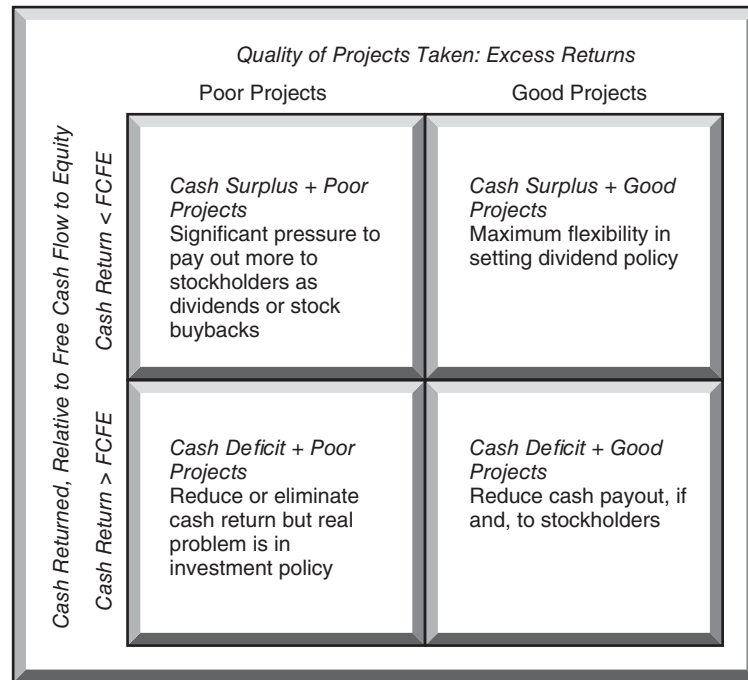 Quality of Projects Taken: Excess Returns
Poor Projects
Good Projects
Cash Returned, Relative to Free Cash Flow to Equity
Cash Return < FCFE
Cash Surplus + Poor
Projects
Significant pressure to
pay out more to
stockholders as
dividends or stock
buybacks
Cash Surplus + Good
Projects
Maximum flexibility in
setting dividend policy
Cash Return > FCFE
Cash Deficit + Poor
Projects
Reduce or eliminate
cash return but real
problem is in
investment policy
Cash Deficit + Good
Projects
Reduce cash payout, if
and, to stockholders